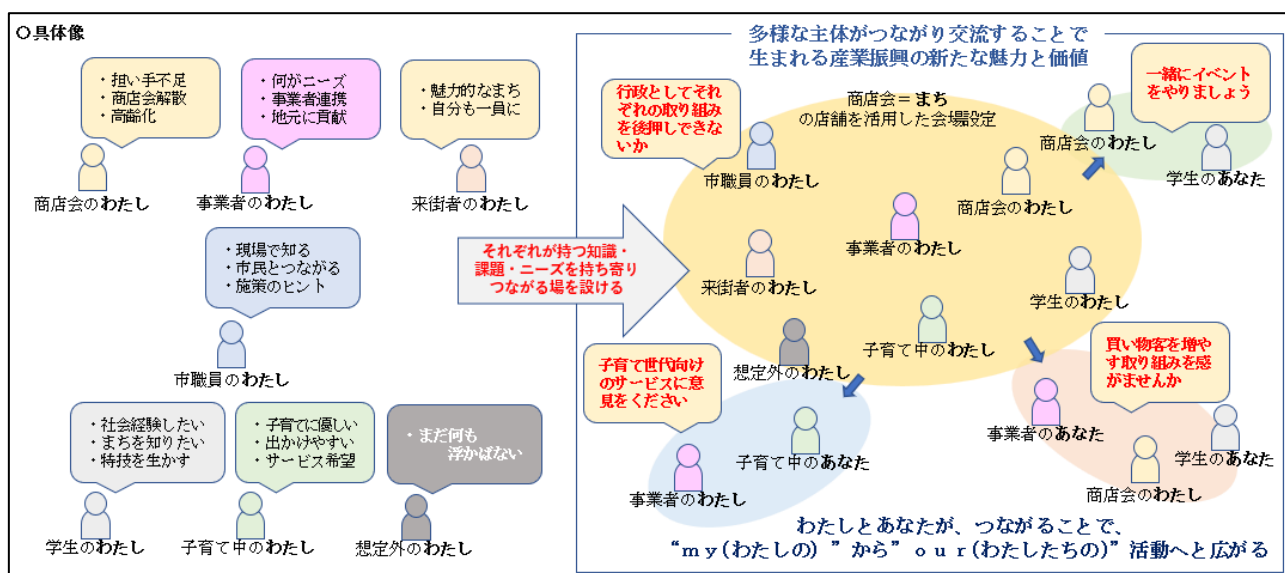 〇具体像
・担い手不足
・商店会解散
・高齢化
商店会のわたし
・何がニーズ
・事業者連携
・地元に貢献
事業者のわたし
・魅力的なまち
・自分も一員に
来街者のわたし
・現場で知る
・市民とつながる
・施策のヒント
市職員のわたし
・社会経験したい
・まちを知りたい
・特技を生かす
学生のわたし
・子育てに優しい
・出かけやすい
・サービス希望
子育て中のわたし
・まだ何も
浮かばない
想定外のわたし
それぞれが持つ知識・
課題・ニーズを持ち寄り
つながる場を設ける
多様な主体がつながり交流することで
生まれる産業振興の新たな魅力と価値
行政としてそれ
ぞれの取り組み
を後押しできな
いか
市職員のわたし
商店会＝まち
の店舗を活用した会場設定
商店会のわたし
事業者のわたし
来街者のわたし
学生のわたし
子育て中のわたし
想定外のわたし
一緒にイベント
をやりましょう
商店会のわたし
学生のあなた
子育て世代向け
のサービスに意
見をください
子育て中のあなた
事業者のわたし
買い物客を増や
す取り組みを感
がませんか
事業者のあなた
学生のあなた
商店会のわたし
わたしとあなたが、つながることで、
“my(わたしの) ”から”our(わたしたちの)”活動へと広がる